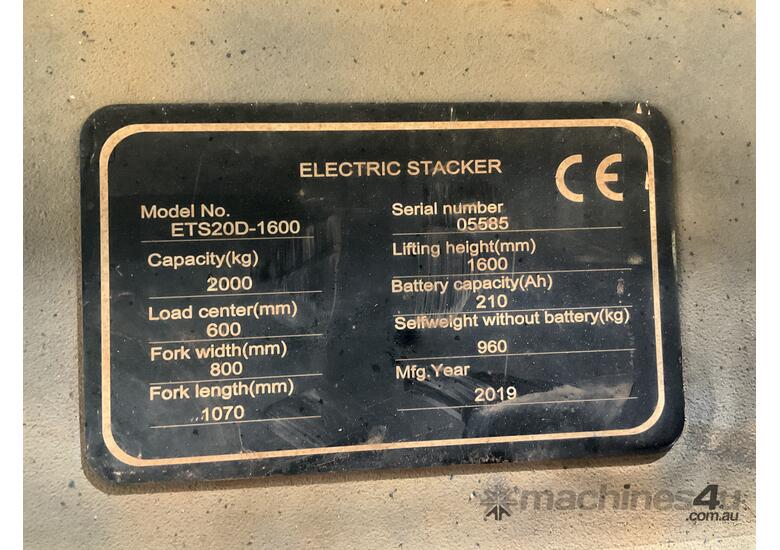 ELECTRIC STACKER
CE
Model No.
ETS20D-1600
Capacity(kg)
2000
Load center(mm)
600
Fork width(mm)
800
Fork length(mm)
1070
Serial number
05585
Lifting height(mm)
1600
Battery capacity(Ah)
210
Selfweight without battery(kg)
960
Mfg.Year
2019
machines4u
.com.au